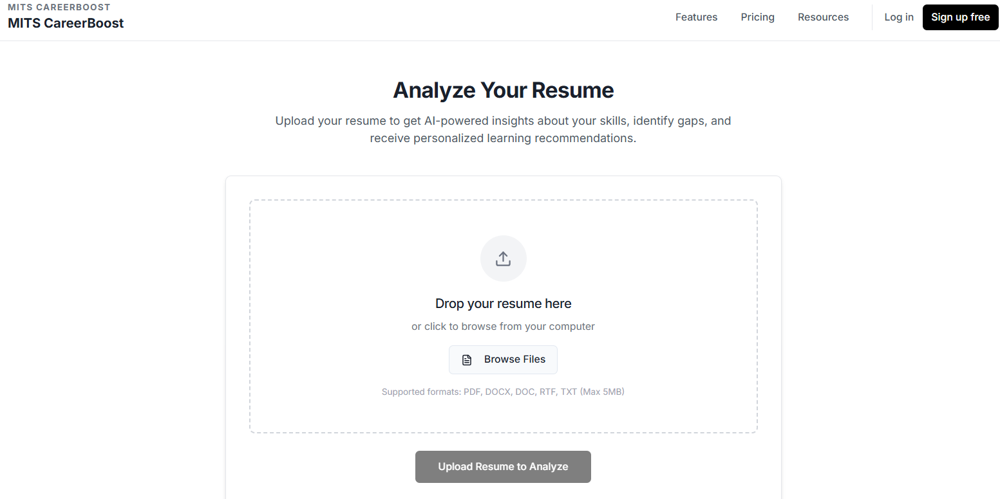 MITS CAREERBOOST
MITS CareerBoost
Features
Pricing
Resources
Log in
Sign up free
Analyze Your Resume
Upload your resume to get AI-powered insights about your skills, identify gaps, and
receive personalized learning recommendations.
Drop your resume here
or click to browse from your computer
Browse Files
Supported formats: PDF, DOCX, DOC, RTF, TXT (Max 5MB)
Upload Resume to Analyze